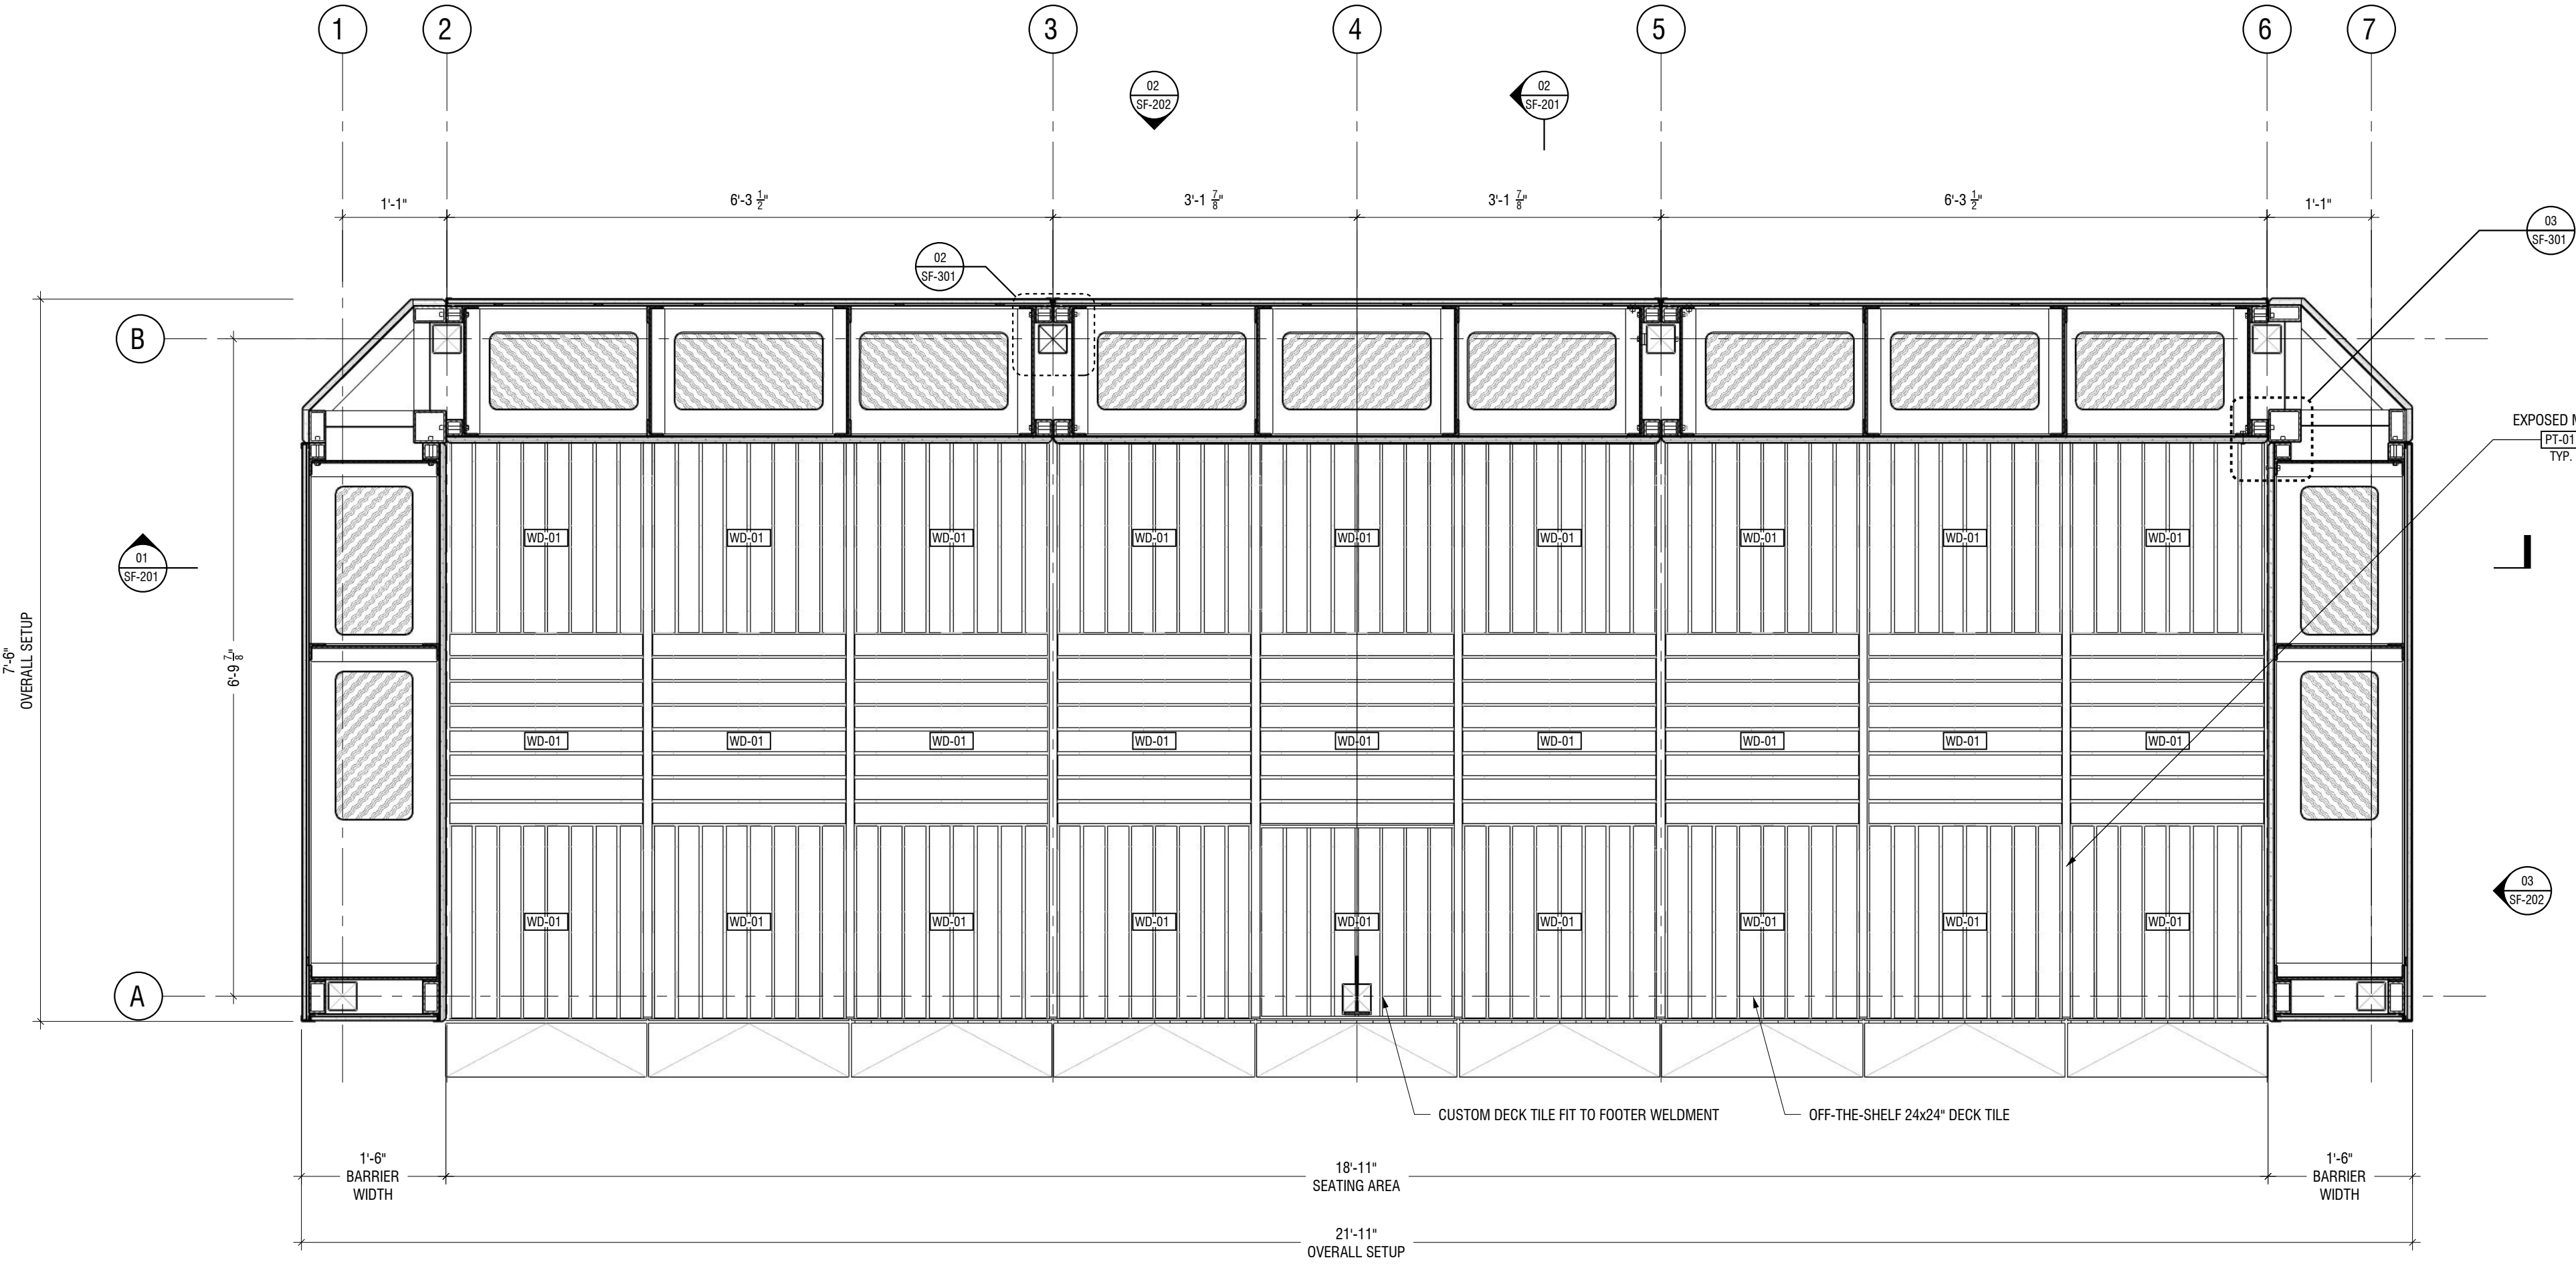 1
2
3
4
5
6
7
02
SF-202
02
SF-201
1'-1"
6'-3 1/2"
3'-1 7/8"
3'-1 7/8"
6'-3 1/2"
1'-1"
03
SF-301
02
SF-301
B
EXPOSED M
PT-01
TYP.
01
SF-201
WD-01
WD-01
WD-01
WD-01
WD-01
WD-01
WD-01
WD-01
WD-01
7'-6"
OVERALL SETUP
6'-9 7/8"
WD-01
WD-01
WD-01
WD-01
WD-01
WD-01
WD-01
WD-01
WD-01
03
SF-202
WD-01
WD-01
WD-01
WD-01
WD-01
WD-01
WD-01
WD-01
WD-01
A
CUSTOM DECK TILE FIT TO FOOTER WELDMENT
OFF-THE-SHELF 24x24" DECK TILE
1'-6"
BARRIER
WIDTH
18'-11"
SEATING AREA
1'-6"
BARRIER
WIDTH
21'-11"
OVERALL SETUP